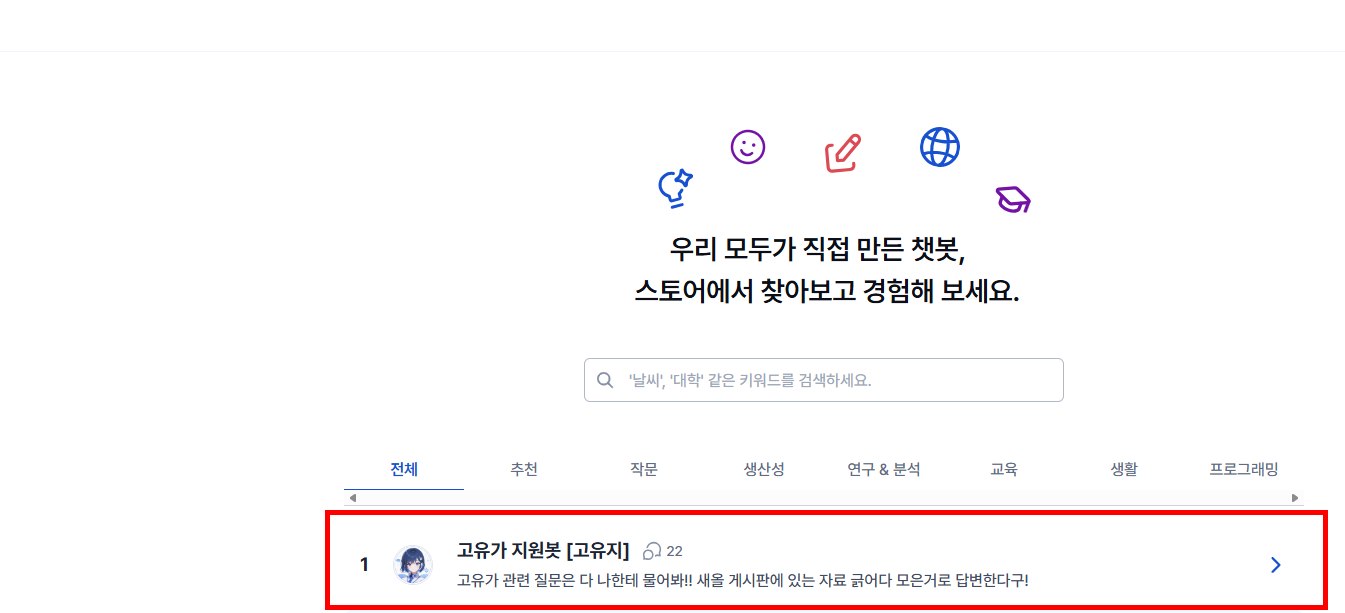 우리 모두가 직접 만든 챗봇,
스토어에서 찾아보고 경험해 보세요.
'날씨', '대학' 같은 키워드를 검색하세요.
전체 추천 작문 생산성 연구 & 분석 교육 생활 프로그래밍
1 고유가 지원봇 [고유지] 22
고유가 관련 질문은 다 나한테 물어봐!! 새올 게시판에 있는 자료 긁어다 모은거로 답변한다구!